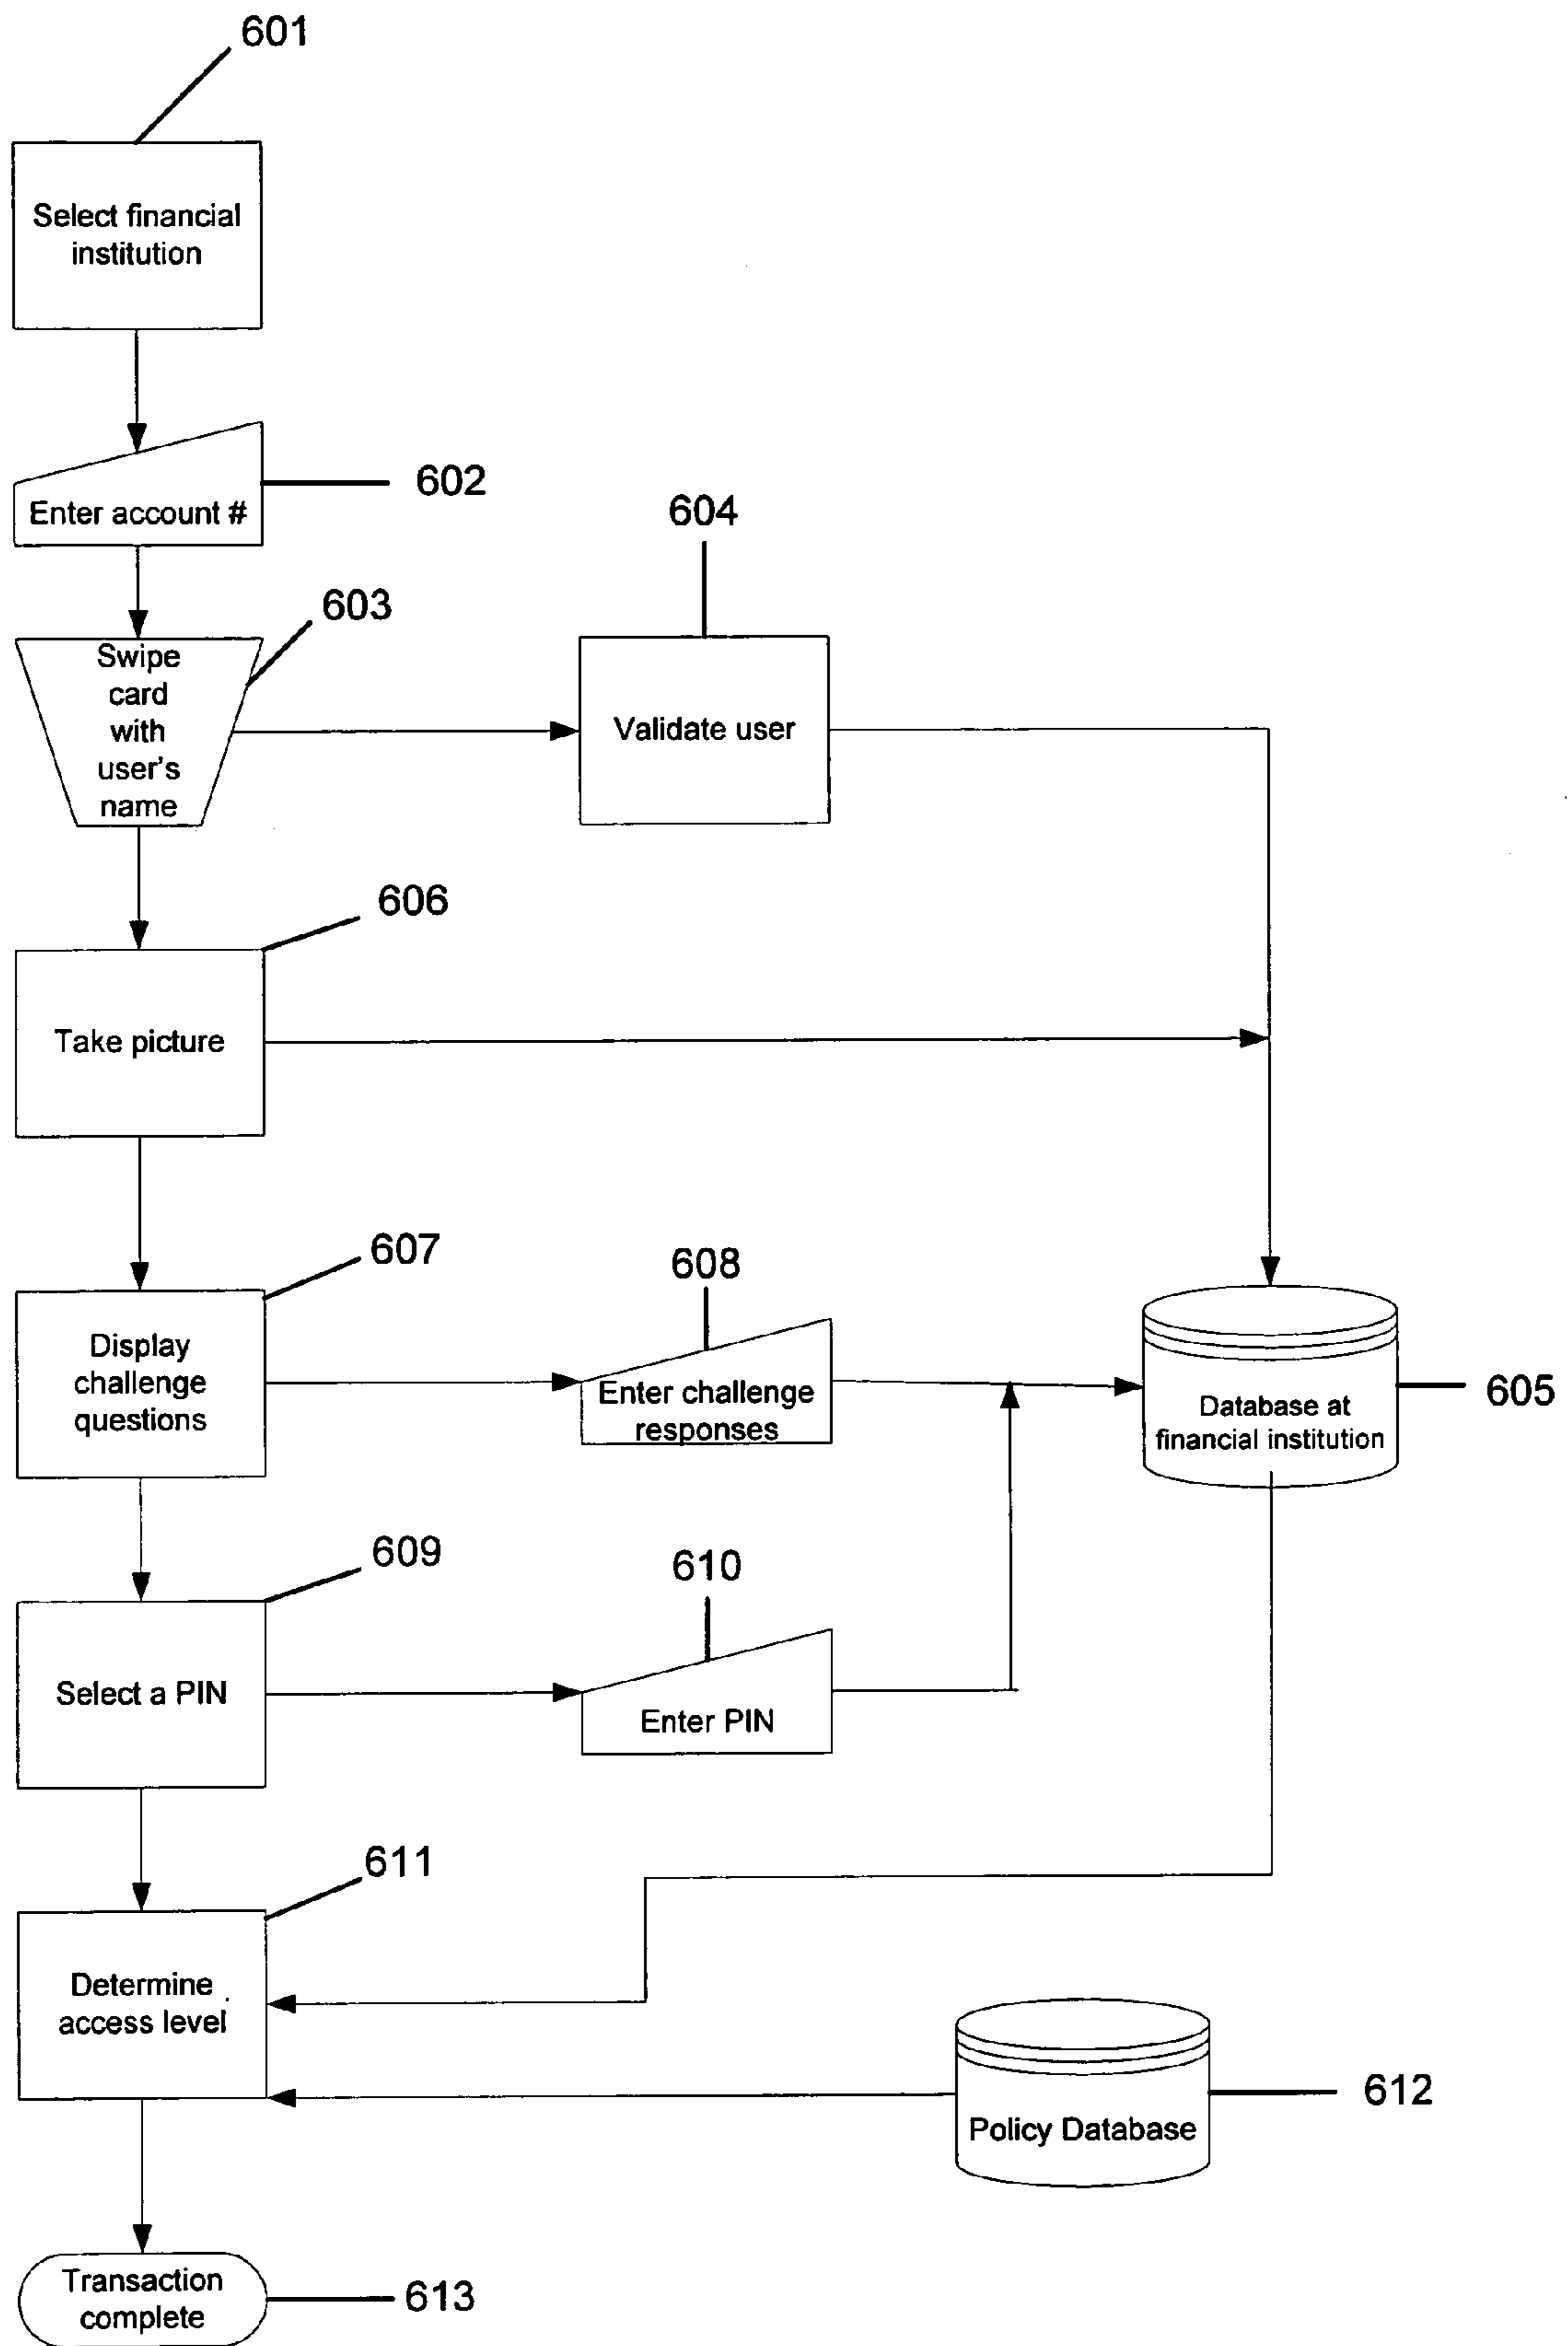 601
Select financial
institution
602
Enter account #
604
603
Swipe
card
with
user's
name
Validate user
606
Take picture
607
608
Display
challenge
questions
Enter challenge
responses
Database at
financial institution
605
609
610
Select a PIN
Enter PIN
611
Determine
access level
612
Policy Database
Transaction
complete
613